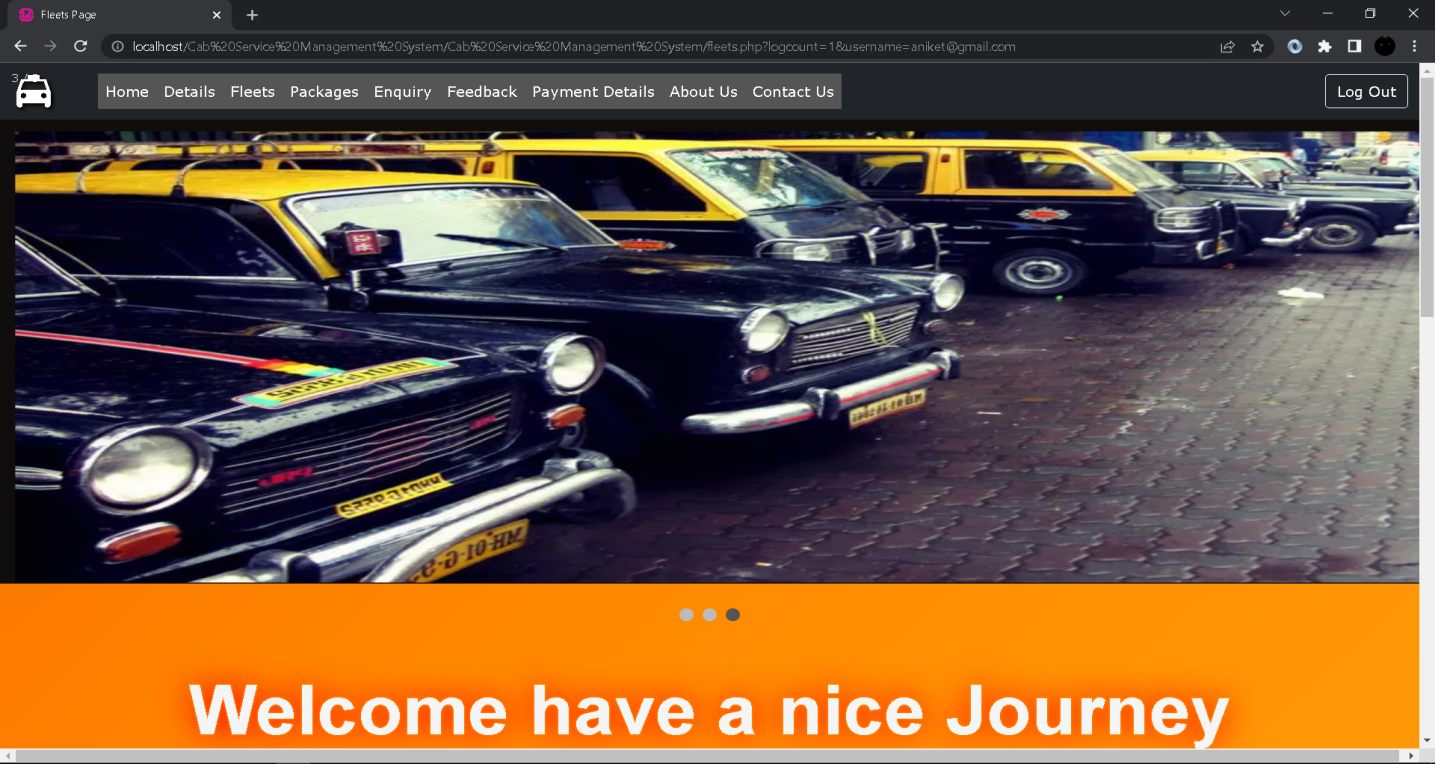 Fleets Page
localhost/Cab%20Service%20Management%20System/Cab%20Service%20Management%20System/fleets.php?logcount=1&username=aniket@gmail.com
3 /
Home Details Fleets Packages Enquiry Feedback Payment Details About Us Contact Us Log Out
Welcome have a nice Journey